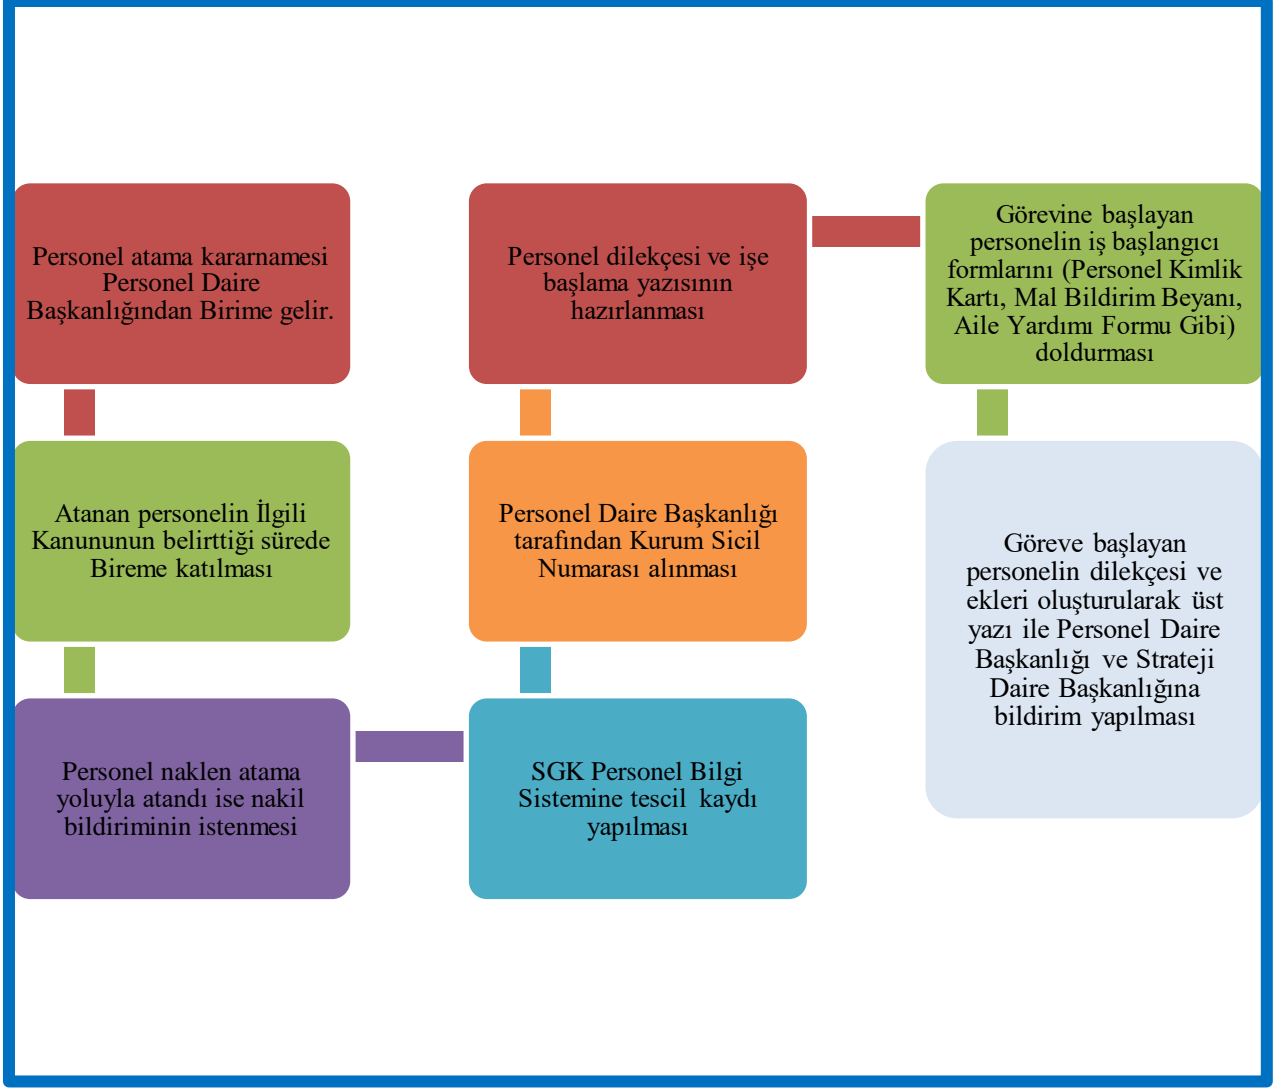 Personel atama kararnamesi
Personel Daire
Başkanlığından Birime gelir.
Atanan personelin İlgili
Kanununun belirttiği sürede
Bireme katılması
Personel naklen atama
yoluyla atandı ise nakil
bildiriminin istenmesi
SGK Personel Bilgi
Sistemine tescil kaydı
yapılması
Personel Daire Başkanlığı
tarafından Kurum Sicil
Numarası alınması
Personel dilekçesi ve işe
başlama yazısının
hazırlanması
Görevine başlayan
personelin iş başlangıcı
formlarını (Personel Kimlik
Kartı, Mal Bildirim Beyanı,
Aile Yardımı Formu Gibi)
doldurması
Göreve başlayan
personelin dilekçesi ve
ekleri oluşturularak üst
yazı ile Personel Daire
Başkanlığı ve Strateji
Daire Başkanlığına
bildirim yapılması